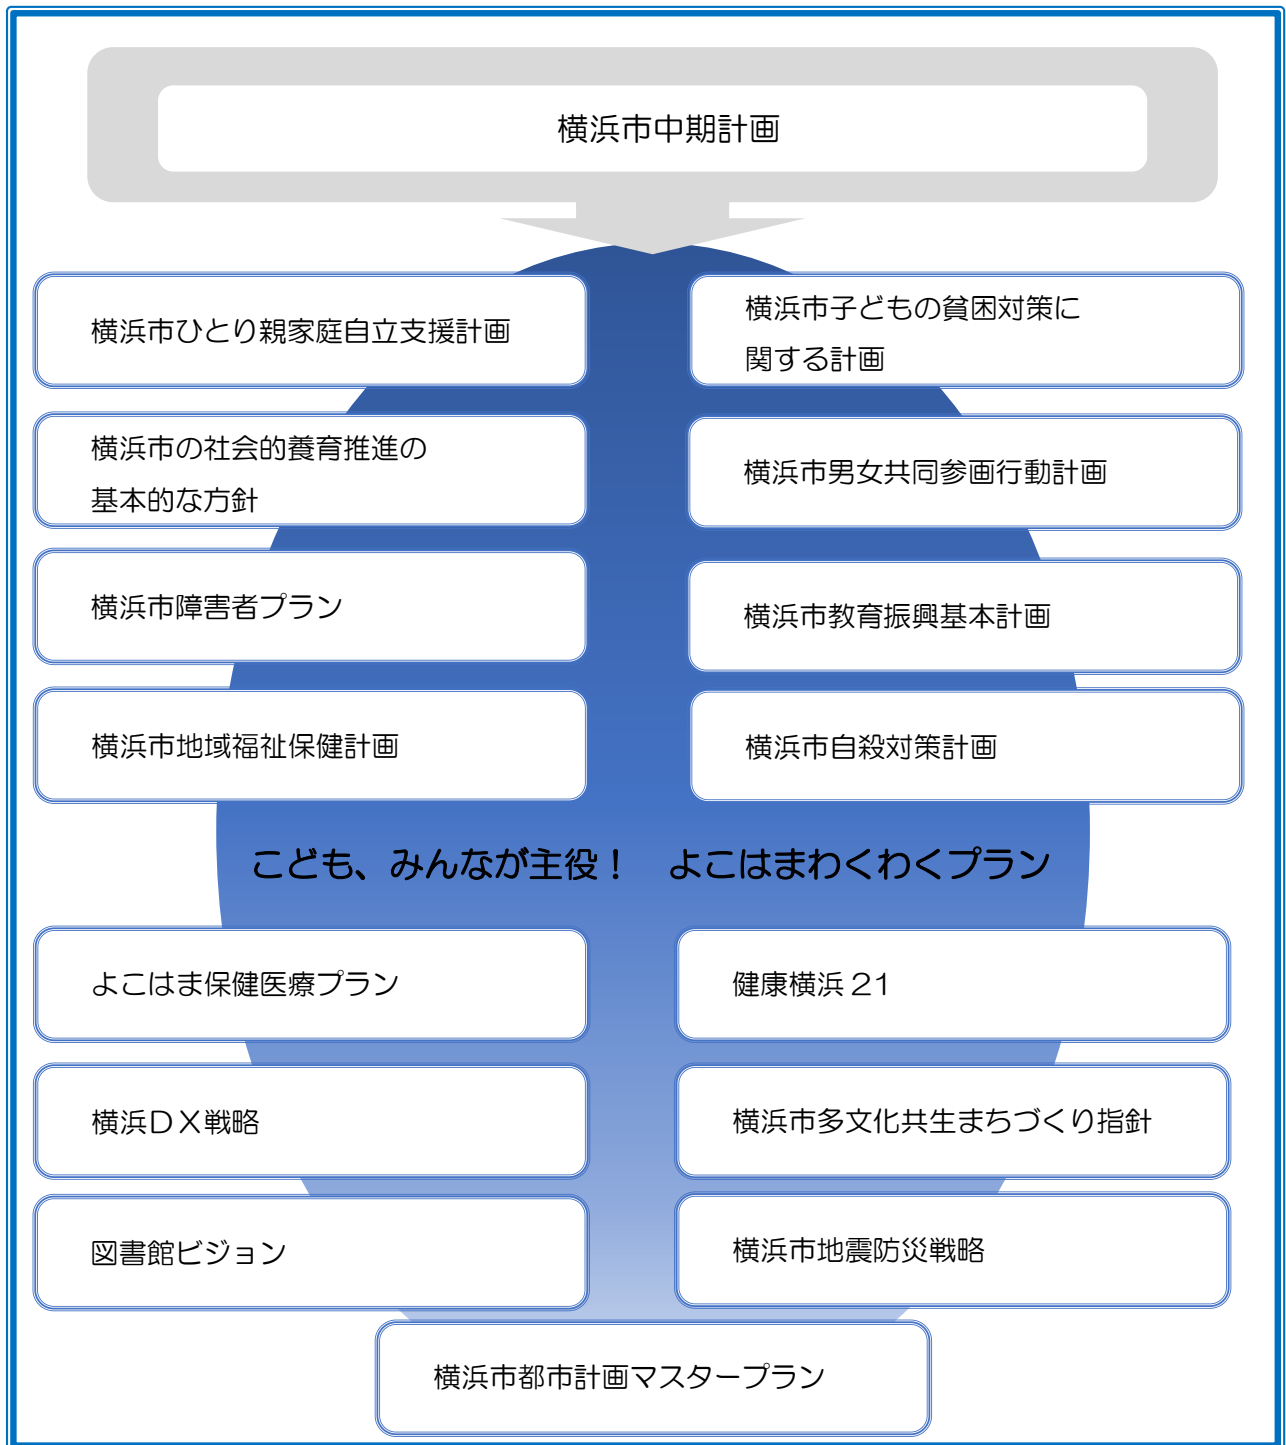 横浜市中期計画
横浜市ひとり親家庭自立支援計画
横浜市子どもの貧困対策に
関する計画
横浜市の社会的養育推進の
基本的な方針
横浜市男女共同参画行動計画
横浜市障害者プラン
横浜市教育振興基本計画
横浜市地域福祉保健計画
横浜市自殺対策計画
こども、みんなが主役！　よこはまわくわくプラン
よこはま保健医療プラン
健康横浜 21
横浜ＤＸ戦略
横浜市多文化共生まちづくり指針
図書館ビジョン
横浜市地震防災戦略
横浜市都市計画マスタープラン